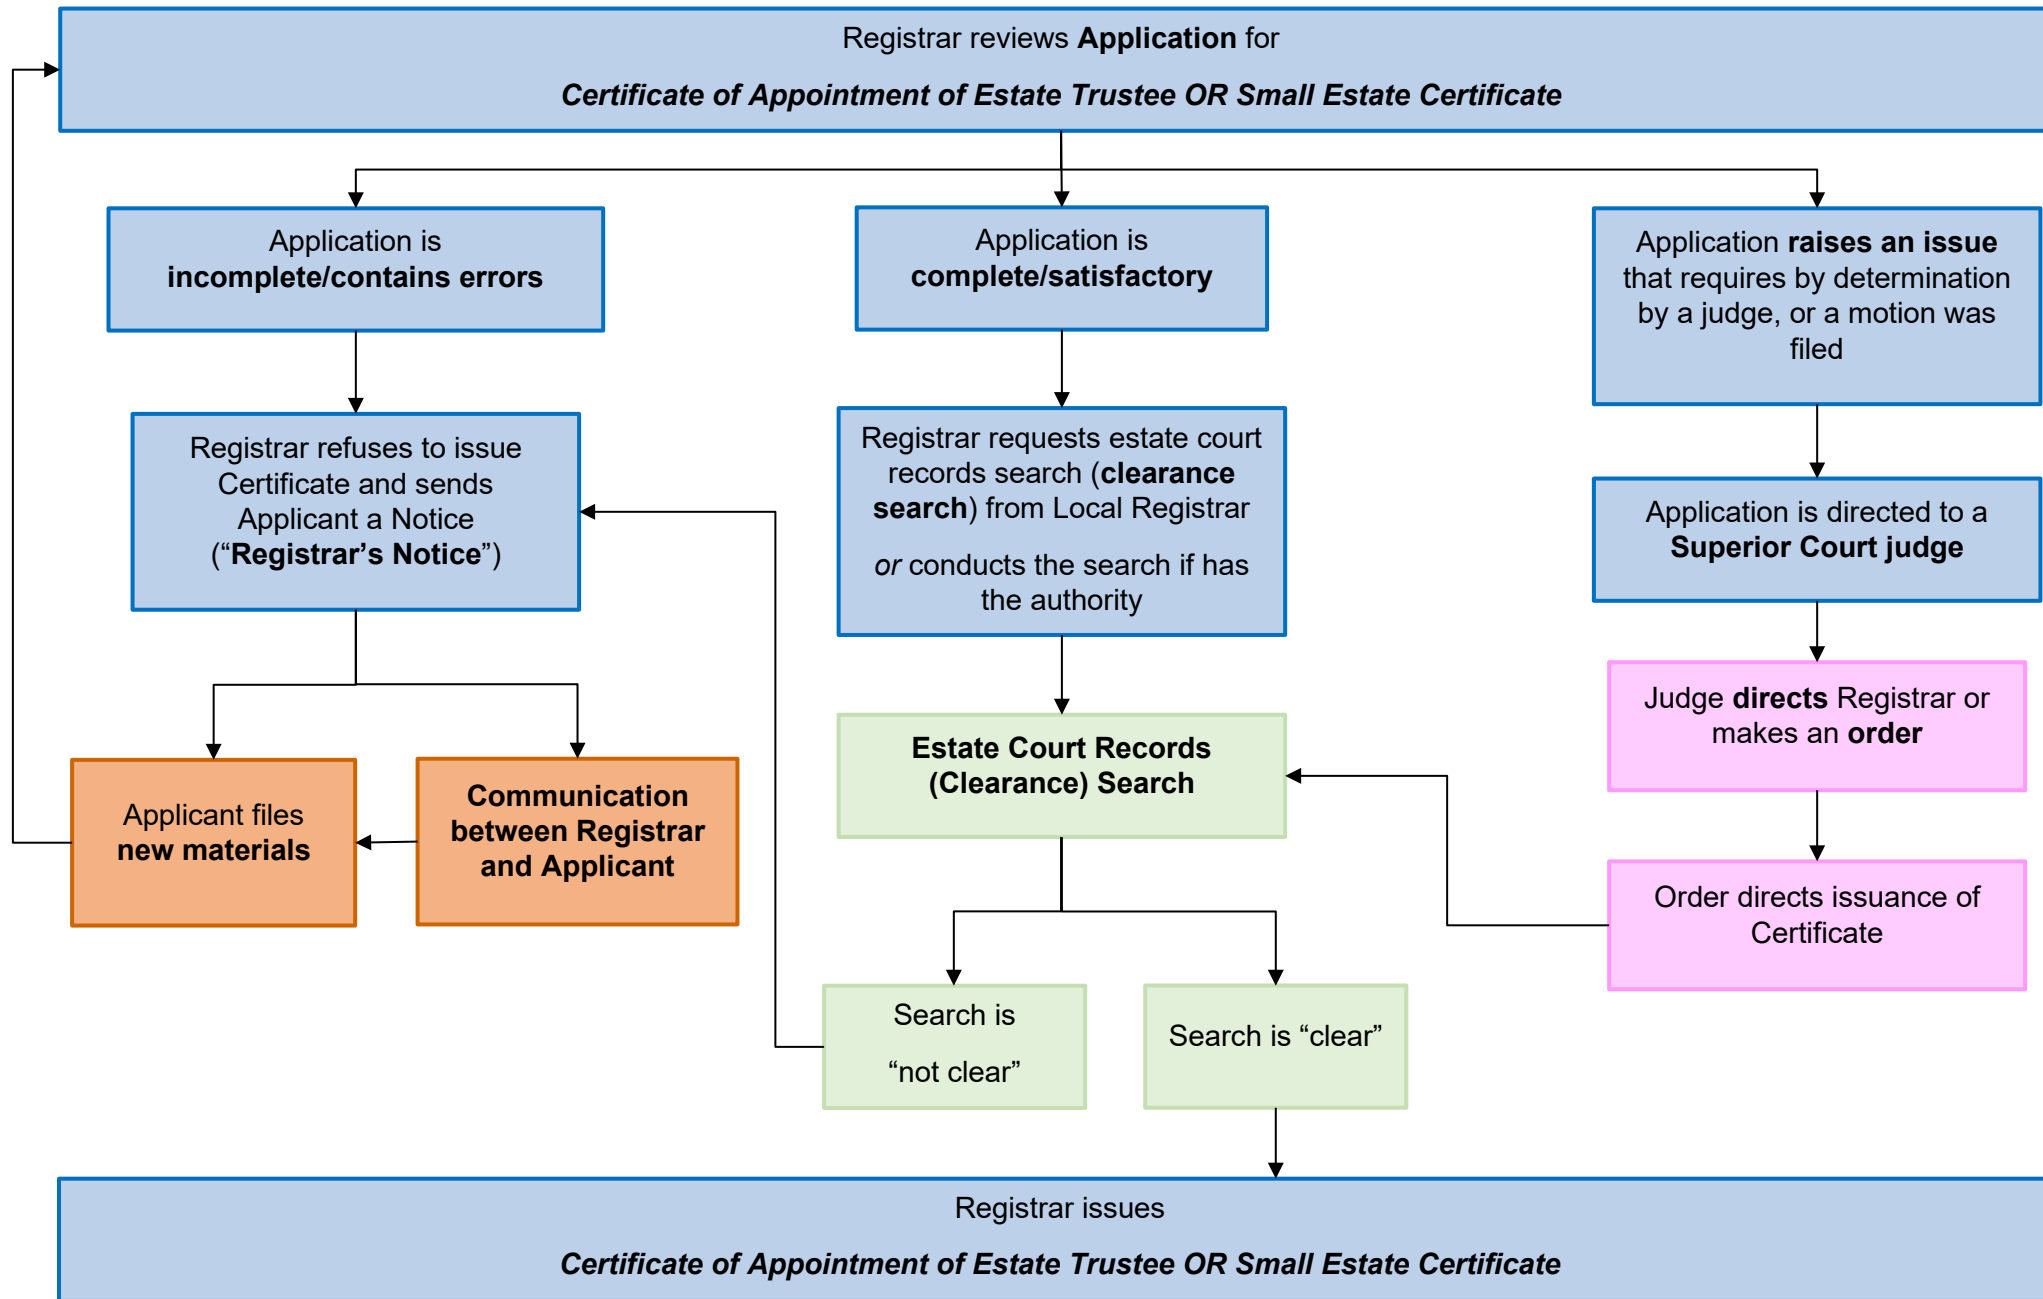 Registrar reviews Application for
Certificate of Appointment of Estate Trustee OR Small Estate Certificate
Application is
incomplete/contains errors
Application is
complete/satisfactory
Application raises an issue
that requires by determination
by a judge, or a motion was
filed
Registrar refuses to issue
Certificate and sends
Applicant a Notice
(“Registrar’s Notice”)
Registrar requests estate court
records search (clearance
search) from Local Registrar
or conducts the search if has
the authority
Application is directed to a
Superior Court judge
Judge directs Registrar or
makes an order
Estate Court Records
(Clearance) Search
Applicant files
new materials
Communication
between Registrar
and Applicant
Order directs issuance of
Certificate
Search is
“not clear”
Search is “clear”
Registrar issues
Certificate of Appointment of Estate Trustee OR Small Estate Certificate